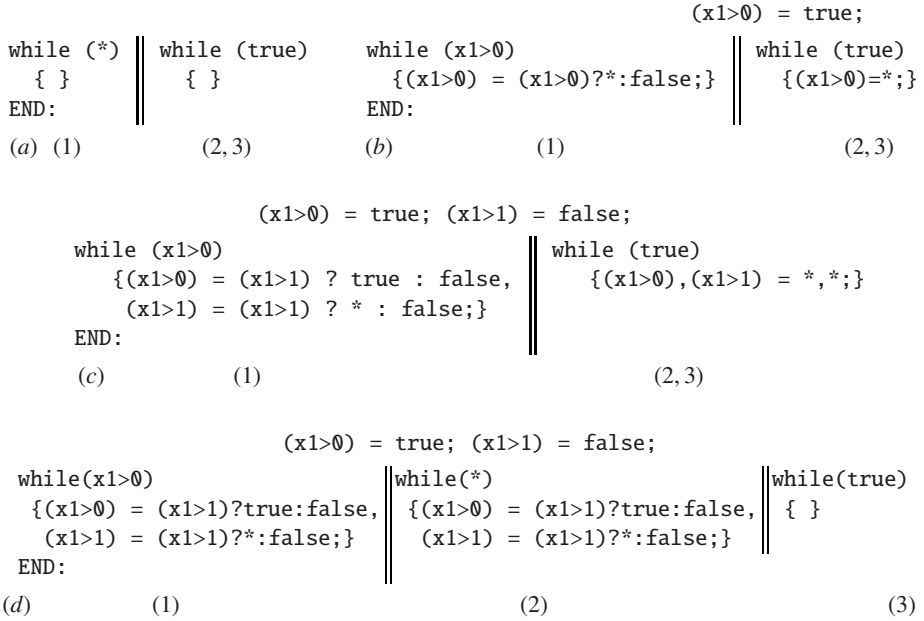 (x1>0) = true;
while (*) while (true) while (x1>0) while (true)
{ } { } {(x1>0) = (x1>0)?*:false;} {(x1>0)=*;}
END: END:
(a) (1) (2, 3) (b) (1) (2, 3)
(x1>0) = true; (x1>1) = false;
while (x1>0) while (true)
{(x1>0) = (x1>1) ? true : false, {(x1>0),(x1>1) = *,*;}
(x1>1) = (x1>1) ? * : false;}
END:
(c) (1) (2, 3)
(x1>0) = true; (x1>1) = false;
while(x1>0) while(*) while(true)
{(x1>0) = (x1>1)?true:false, {(x1>0) = (x1>1)?true:false, { }
(x1>1) = (x1>1)?*:false;} (x1>1) = (x1>1)?*:false;}
END:
(d) (1) (2) (3)